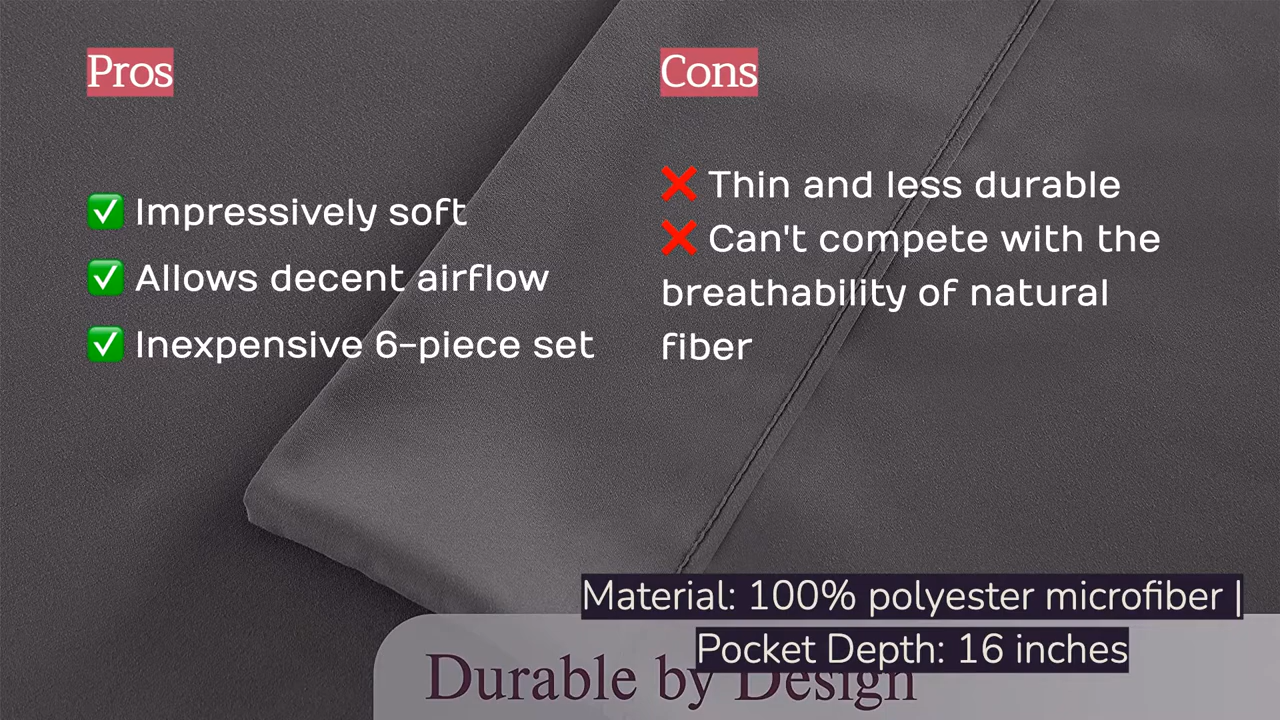 Pros
✅ Impressively soft
✅ Allows decent airflow
✅ Inexpensive 6-piece set
Cons
❌ Thin and less durable
❌ Can't compete with the
breathability of natural
fiber
Material: 100% polyester microfiber |
Pocket Depth: 16 inches
Durable by Design